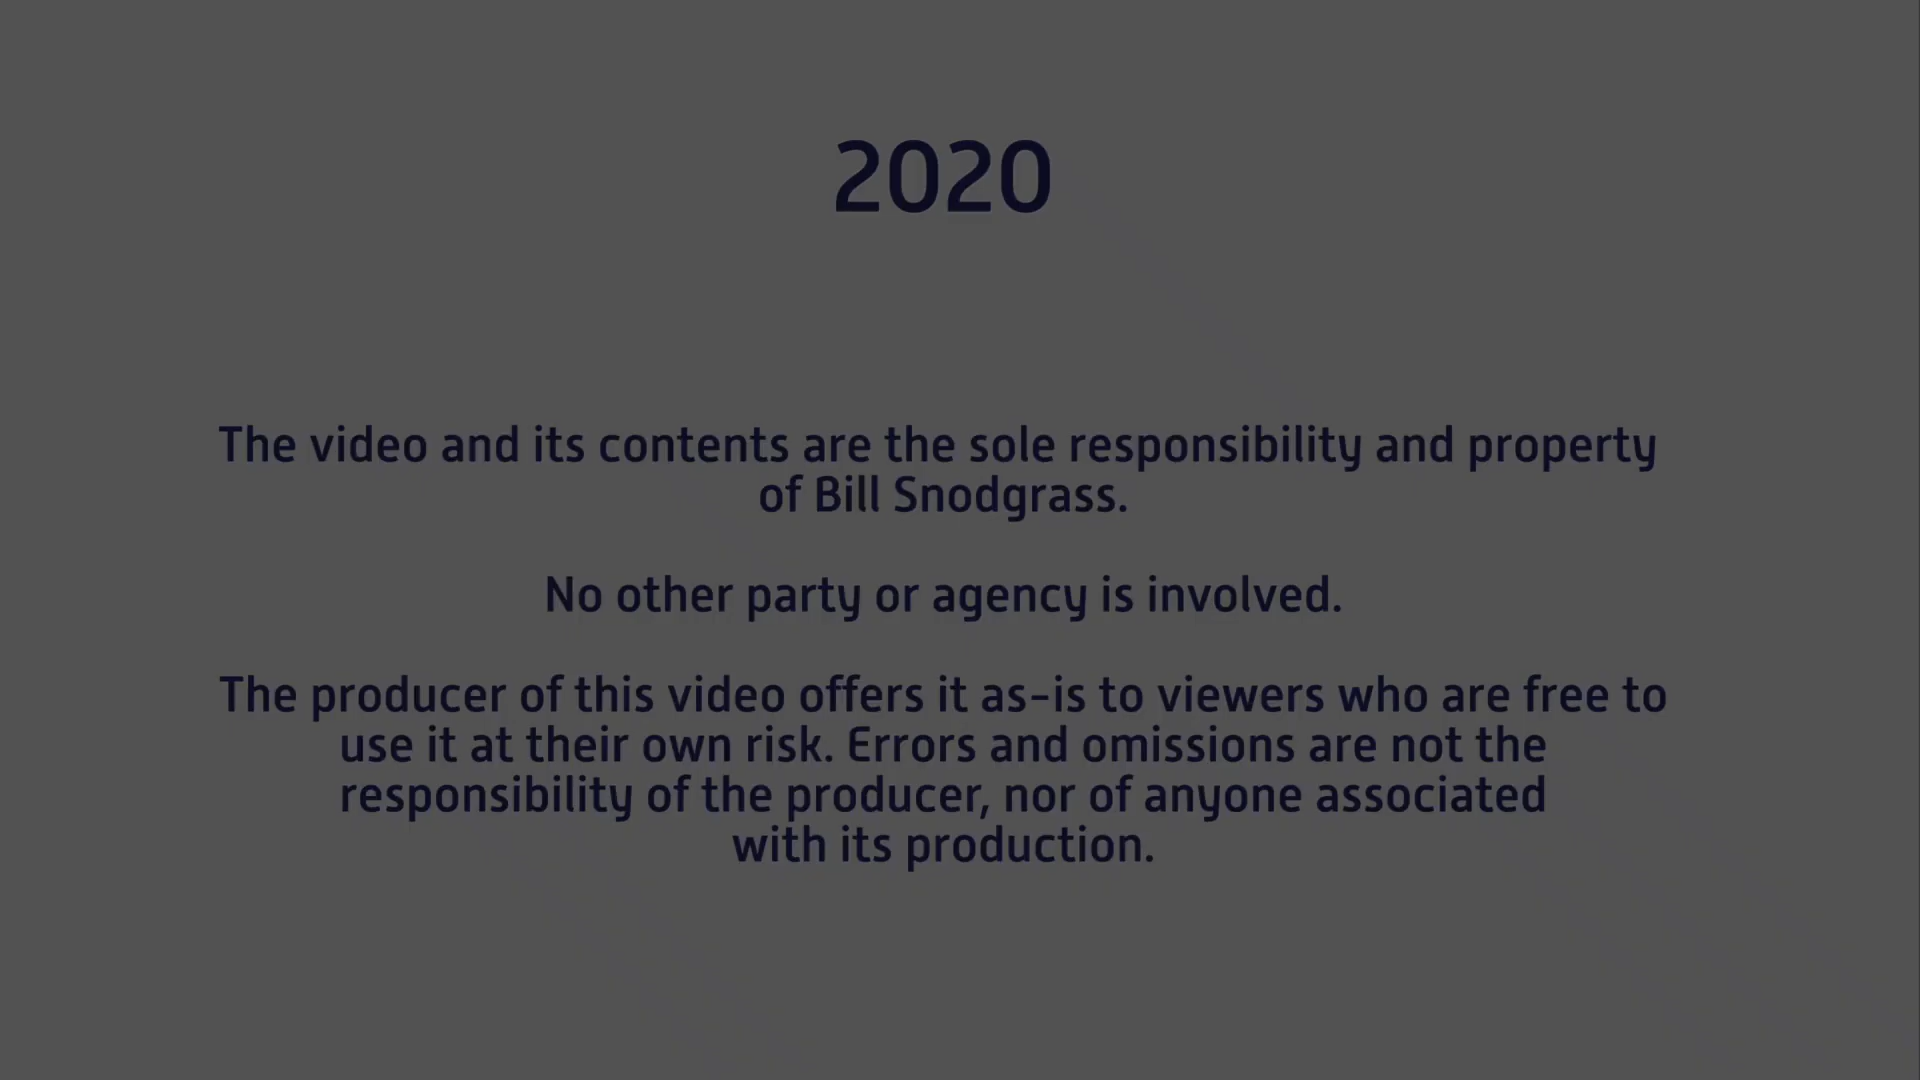 2020
The video and its contents are the sole responsibility and property
of Bill Snodgrass.
No other party or agency is involved.
The producer of this video offers it as-is to viewers who are free to
use it at their own risk. Errors and omissions are not the
responsibility of the producer, nor of anyone associated
with its production.